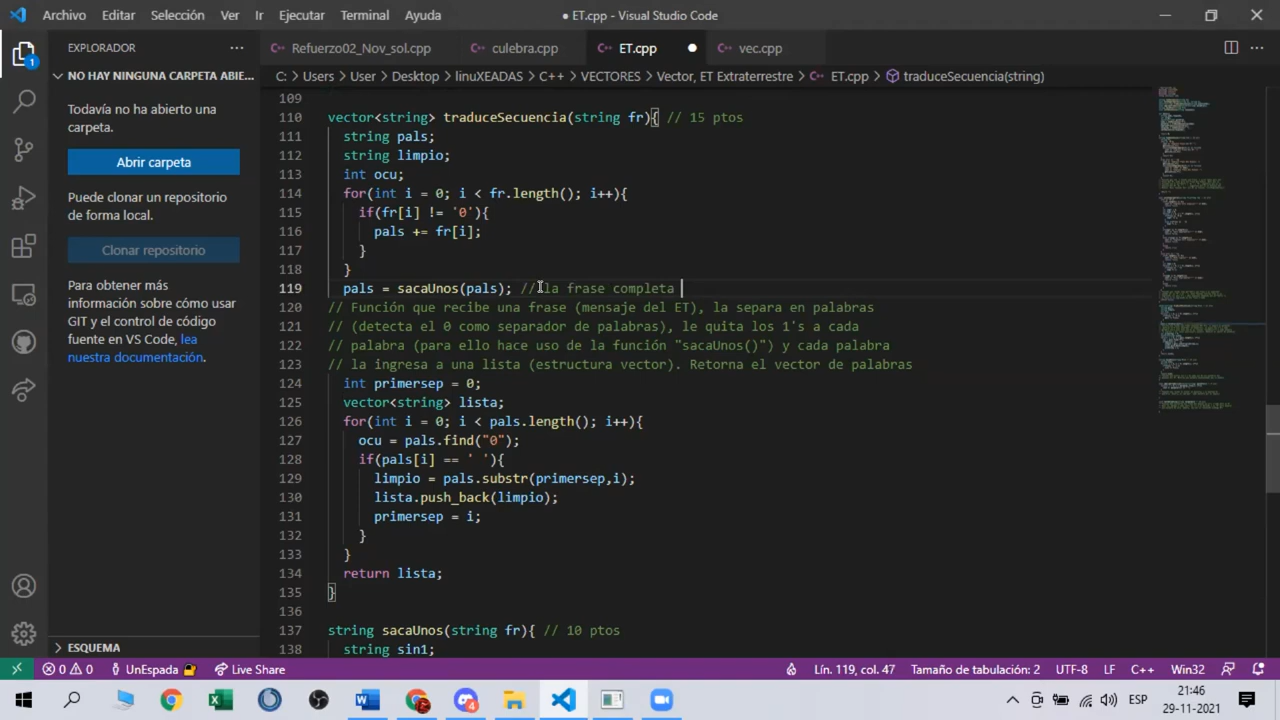 Archivo Editar Selección Ver Ir Ejecutar Terminal Ayuda
● ET.cpp - Visual Studio Code
EXPLORADOR
Refuerzo02_Nov_sol.cpp culebra.cpp ET.cpp ● vec.cpp
C: > Users > User > Desktop > linuXEADAS > C++ > VECTORES > Vector, ET Extraterrestre > ET.cpp > traduceSecuencia(string)
NO HAY NINGUNA CARPETA ABIE...
Todavía no ha abierto una
carpeta.
Abrir carpeta
Puede clonar un repositorio
de forma local.
Clonar repositorio
Para obtener más
información sobre cómo usar
GIT y el control de código
fuente en VS Code, lea
nuestra documentación.
ESQUEMA
109
110 vector<string> traduceSecuencia(string fr){ // 15 ptos
111 string pals;
112 string limpio;
113 int ocu;
114 for(int i = 0; i < fr.length(); i++){
115 if(fr[i] != '0'){
116 pals += fr[i];
117 }
118 }
119 pals = sacaUnos(pals); //la frase completa
120 // Función que recibe una frase (mensaje del ET), la separa en palabras
121 // (detecta el 0 como separador de palabras), le quita los 1's a cada
122 // palabra (para ello hace uso de la función "sacaUnos()") y cada palabra
123 // la ingresa a una lista (estructura vector). Retorna el vector de palabras
124 int primersep = 0;
125 vector<string> lista;
126 for(int i = 0; i < pals.length(); i++){
127 ocu = pals.find("0");
128 if(pals[i] == ' '){
129 limpio = pals.substr(primersep,i);
130 lista.push_back(limpio);
131 primersep = i;
132 }
133 }
134 return lista;
135 }
136
137 string sacaUnos(string fr){ // 10 ptos
138 string sin1;
0 0 UnEspada Live Share
Lín. 119, col. 47 Tamaño de tabulación: 2 UTF-8 LF C++ Win32
ESP
21:46
29-11-2021